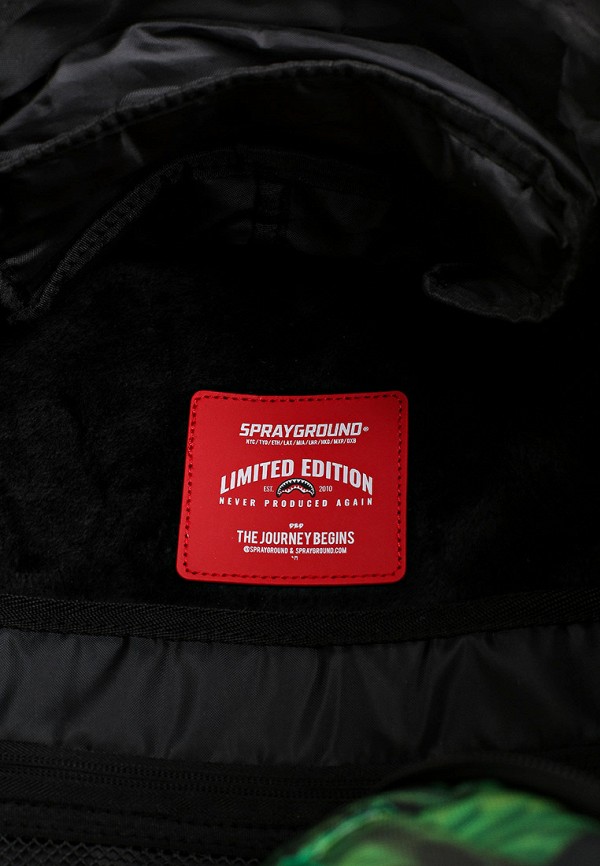 SPRAYGROUND®
NYC/TYO/ETH/LAX/MIA/LHR/HKG/MXP/DXB
LIMITED EDITION
EST. 2010
NEVER PRODUCED AGAIN
THE JOURNEY BEGINS
@SPRAYGROUND & SPRAYGROUND.COM